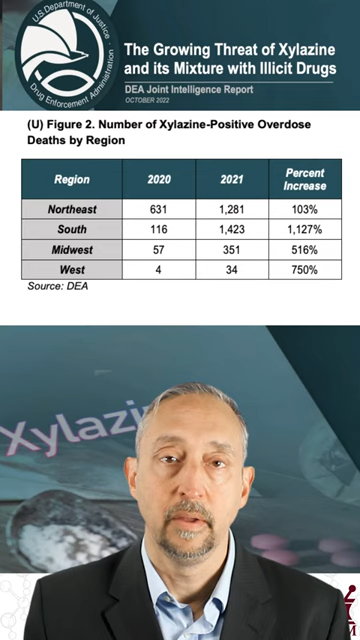 U.S. Department of Justice
Drug Enforcement Administration
The Growing Threat of Xylazine
and its Mixture with Illicit Drugs
DEA Joint Intelligence Report
OCTOBER 2022
(U) Figure 2. Number of Xylazine-Positive Overdose
Deaths by Region
Region 2020 2021 Percent
Increase
Northeast 631 1,281 103%
South 116 1,423 1,127%
Midwest 57 351 516%
West 4 34 750%
Source: DEA